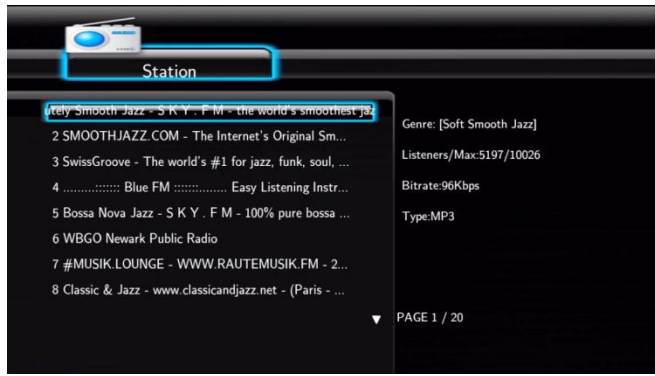 Station
utely Smooth Jazz - S K Y . F M - the world's smoothest jaz
2 SMOOTHJAZZ.COM - The Internet's Original Sm...
3 SwissGroove - The world's #1 for jazz, funk, soul, ...
4 .........::::::: Blue FM :::::::........ Easy Listening Instr...
5 Bossa Nova Jazz - S K Y . F M - 100% pure bossa ...
6 WBGO Newark Public Radio
7 #MUSIK.LOUNGE - WWW.RAUTEMUSIK.FM - 2...
8 Classic & Jazz - www.classicandjazz.net - (Paris - ...
Genre: [Soft Smooth Jazz]
Listeners/Max:5197/10026
Bitrate:96Kbps
Type:MP3
PAGE 1 / 20